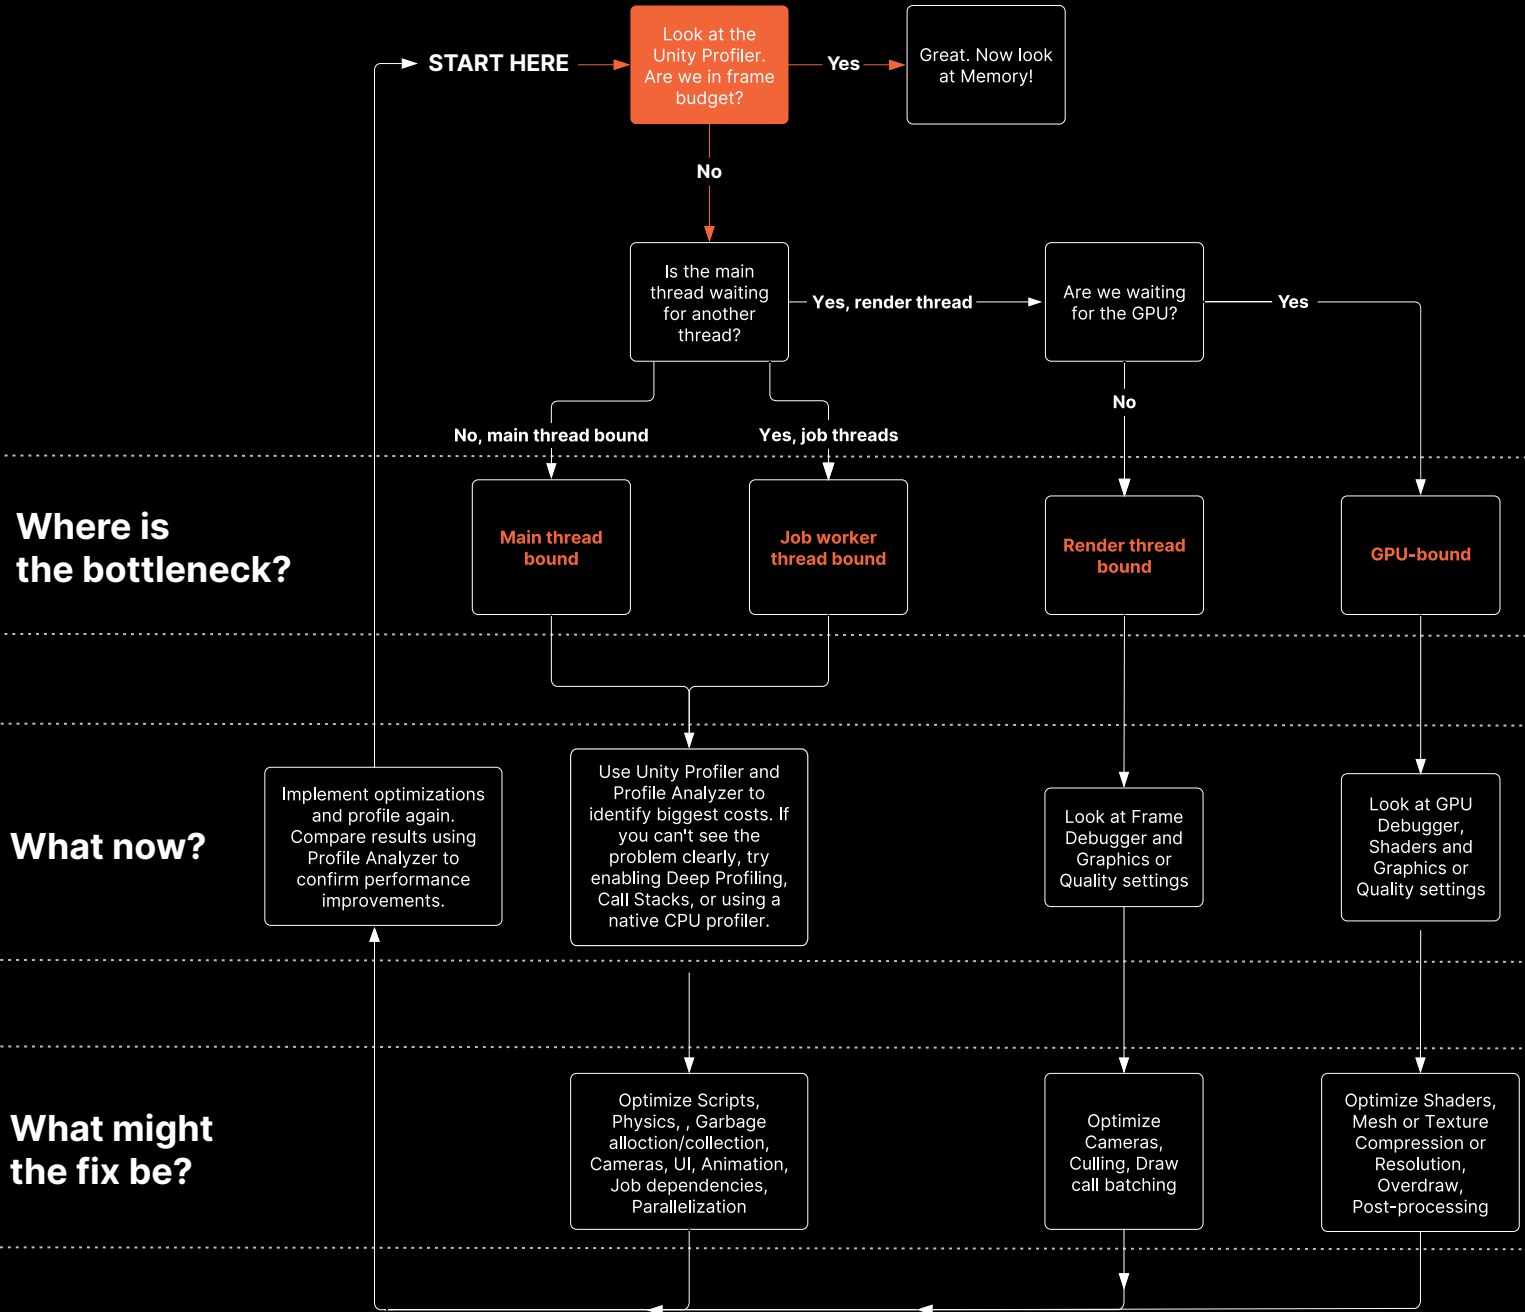 START HERE
Look at the
Unity Profiler.
Are we in frame
budget?
Yes
Great. Now look
at Memory!
No
Is the main
thread waiting
for another
thread?
Yes, render thread
Are we waiting
for the GPU?
Yes
No
No, main thread bound
Yes, job threads
Where is
the bottleneck?
Main thread
bound
Job worker
thread bound
Render thread
bound
GPU-bound
What now?
Implement optimizations
and profile again.
Compare results using
Profile Analyzer to
confirm performance
improvements.
Use Unity Profiler and
Profile Analyzer to
identify biggest costs. If
you can't see the
problem clearly, try
enabling Deep Profiling,
Call Stacks, or using a
native CPU profiler.
Look at Frame
Debugger and
Graphics or
Quality settings
Look at GPU
Debugger,
Shaders and
Graphics or
Quality settings
What might
the fix be?
Optimize Scripts,
Physics, , Garbage
alloction/collection,
Cameras, UI, Animation,
Job dependencies,
Parallelization
Optimize
Cameras,
Culling, Draw
call batching
Optimize Shaders,
Mesh or Texture
Compression or
Resolution,
Overdraw,
Post-processing